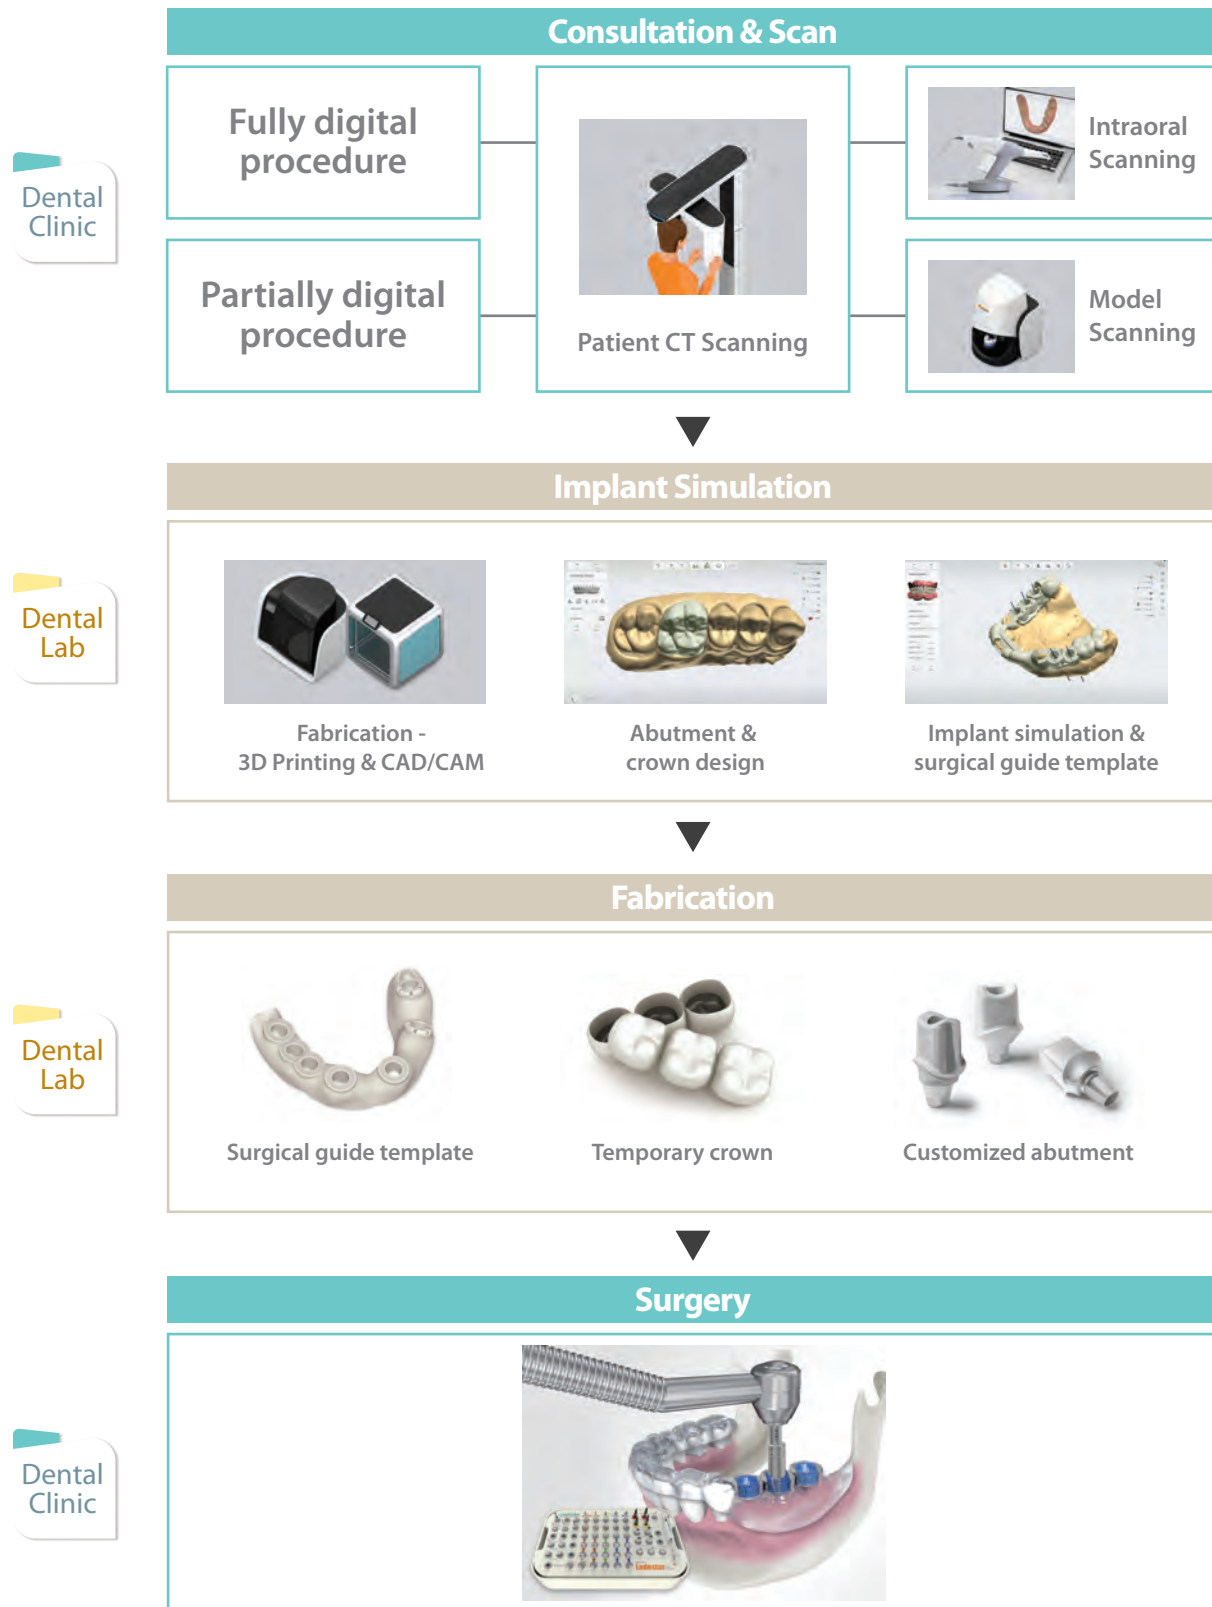 Consultation & Scan
Dental
Clinic
Fully digital
procedure
Partially digital
procedure
Patient CT Scanning
Intraoral
Scanning
Model
Scanning
Implant Simulation
Dental
Lab
Fabrication -
3D Printing & CAD/CAM
Abutment &
crown design
Implant simulation &
surgical guide template
Fabrication
Dental
Lab
Surgical guide template
Temporary crown
Customized abutment
Surgery
Dental
Clinic